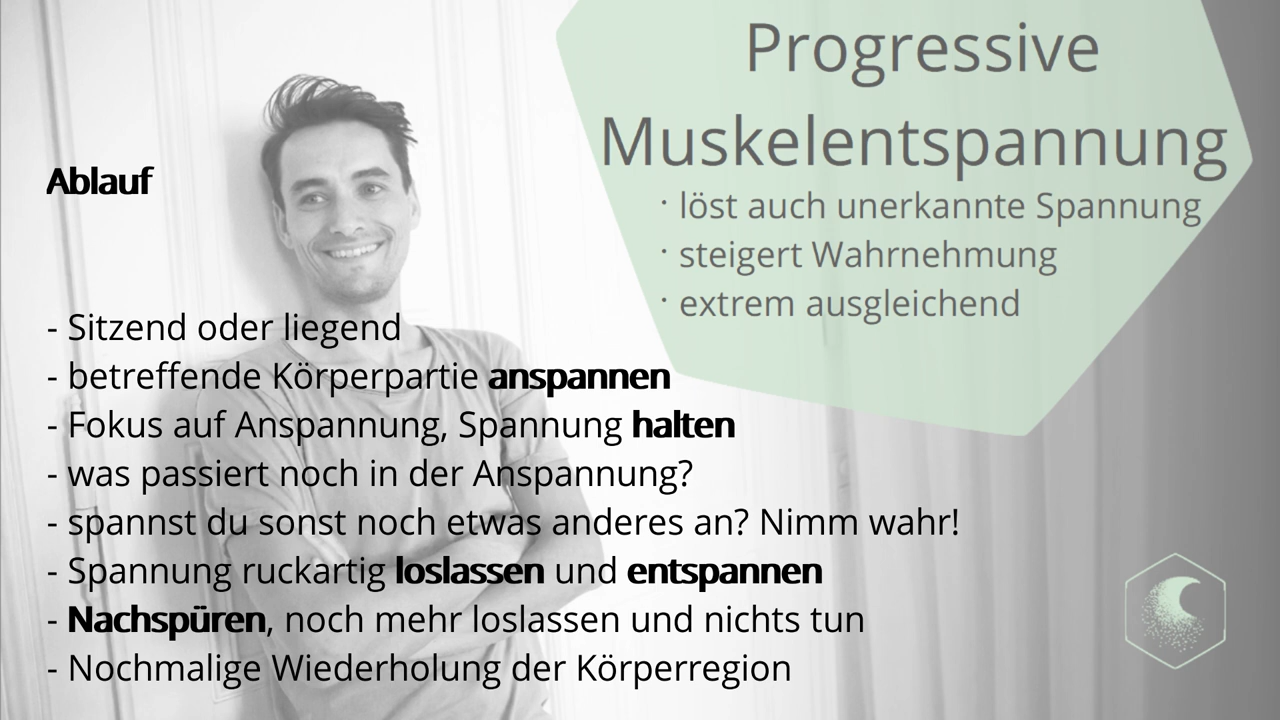 Progressive
Muskelentspannung
· löst auch unerkannte Spannung
· steigert Wahrnehmung
· extrem ausgleichend
Ablauf
- Sitzend oder liegend
- betreffende Körperpartie anspannen
- Fokus auf Anspannung, Spannung halten
- was passiert noch in der Anspannung?
- spannst du sonst noch etwas anderes an? Nimm wahr!
- Spannung ruckartig loslassen und entspannen
- Nachspüren, noch mehr loslassen und nichts tun
- Nochmalige Wiederholung der Körperregion